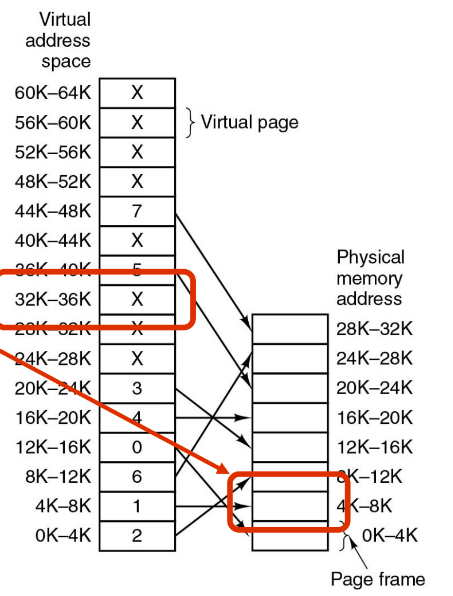 Virtual
address
space
60K–64K X
56K–60K X Virtual page
52K–56K X
48K–52K X
44K–48K 7
40K–44K X
36K–40K 5
32K–36K X
28K–32K X
24K–28K X
20K–24K 3
16K–20K 4
12K–16K 0
8K–12K 6
4K–8K 1
0K–4K 2
Physical
memory
address
28K–32K
24K–28K
20K–24K
16K–20K
12K–16K
8K–12K
4K–8K
0K–4K
Page frame